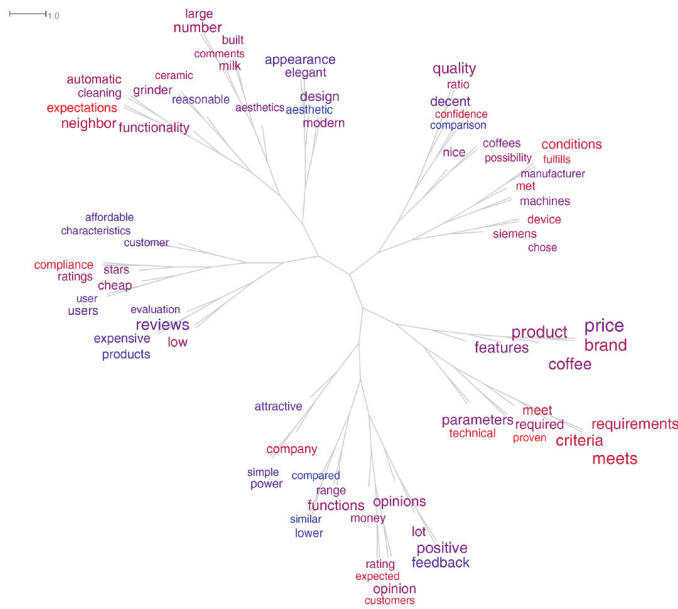 1.0
large
number
built
comments
milk
appearance
elegant
automatic
cleaning
ceramic
grinder
reasonable
aesthetics
design
aesthetic
modern
expectations
neighbor
functionality
quality
ratio
decent
confidence
comparison
nice
coffees
possibility
conditions
fulfills
manufacturer
met
machines
device
siemens
chose
affordable
characteristics
customer
compliance
ratings
stars
cheap
user
users
evaluation
reviews
expensive
low
products
product
price
features
brand
coffee
meet
parameters
required
requirements
technical
proven
criteria
meets
attractive
company
simple
power
compared
range
functions
similar
lower
opinions
money
lot
positive
feedback
rating
expected
opinion
customers